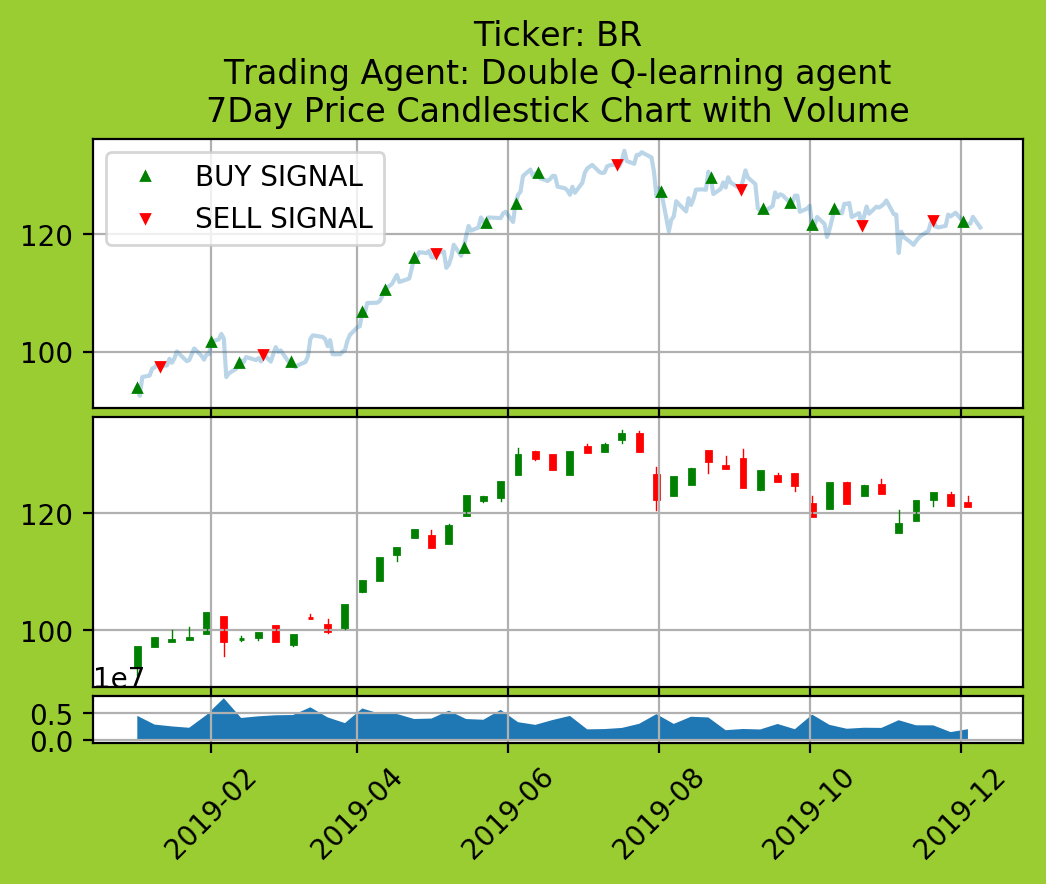 Ticker: BR
Trading Agent: Double Q-learning agent
7Day Price Candlestick Chart with Volume
BUY SIGNAL
SELL SIGNAL
120
100
120
100
1e7
0.5
0.0
2019-02
2019-04
2019-06
2019-08
2019-10
2019-12